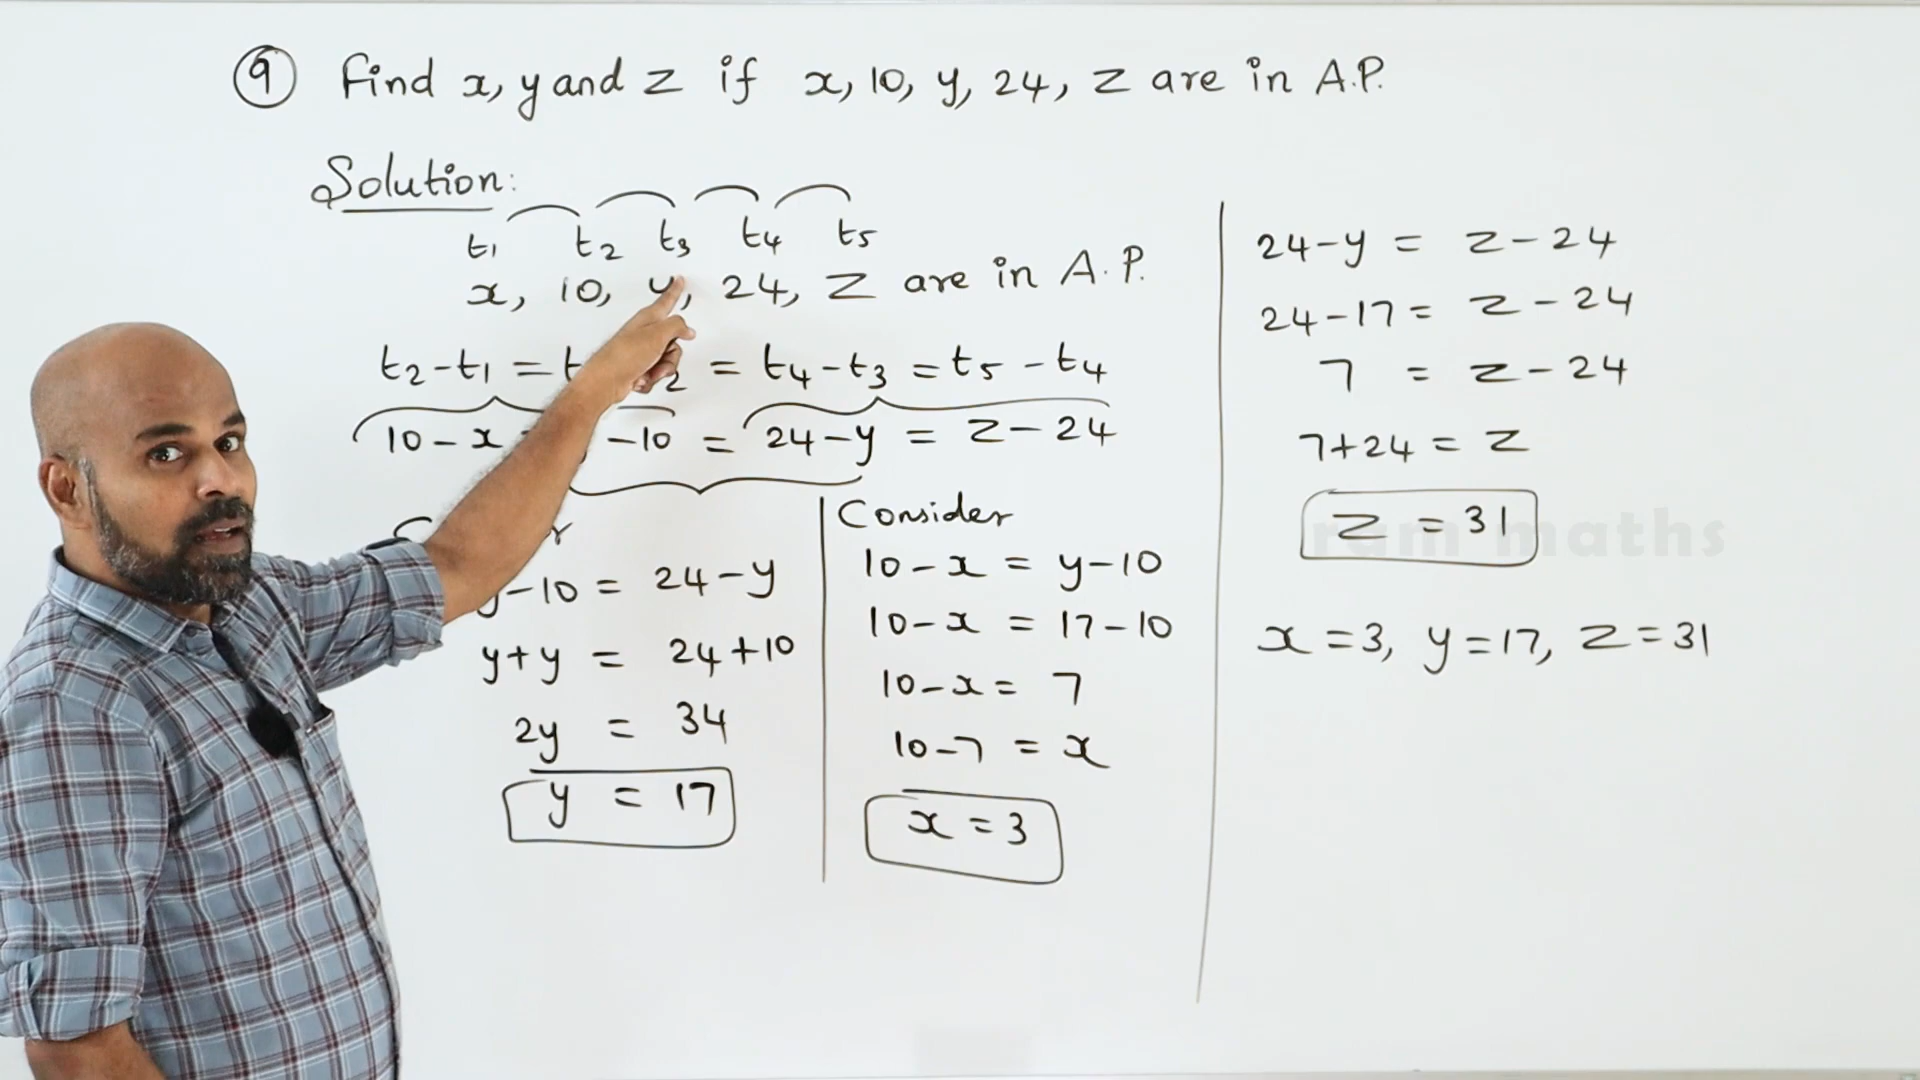 9 Find x, y and z if x, 10, y, 24, z are in A.P.
Solution:
t1 t2 t3 t4 t5
x, 10, y, 24, z are in A.P.
t2 - t1 = t 2 = t4 - t3 = t5 - t4
10 - x - 10 = 24 - y = z - 24
y - 10 = 24 - y
y + y = 24 + 10
2y = 34
y = 17
Consider
10 - x = y - 10
10 - x = 17 - 10
10 - x = 7
10 - 7 = x
x = 3
24 - y = z - 24
24 - 17 = z - 24
7 = z - 24
7 + 24 = z
z = 31
ram maths
x = 3, y = 17, z = 31